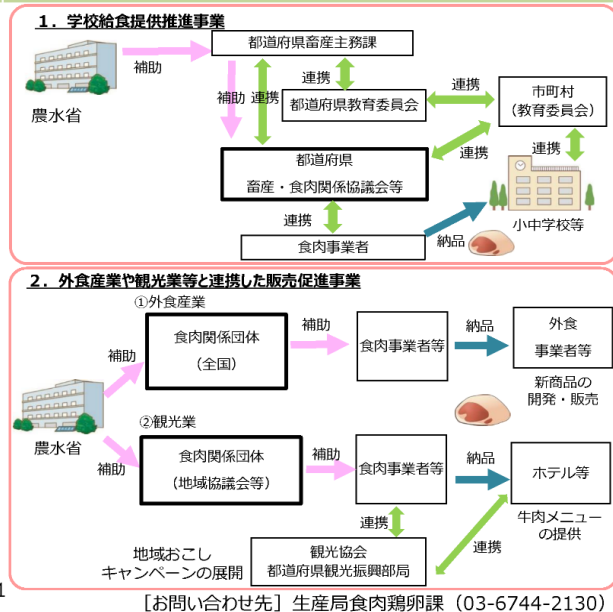 １．学校給食提供推進事業
都道府県畜産主務課
補助
農水省
補助
連携
連携
都道府県教育委員会
連携
市町村
（教育委員会）
連携
連携
都道府県
畜産・食肉関係協議会等
小中学校等
連携
納品
食肉事業者
２．外食産業や観光業等と連携した販売促進事業
①外食産業
食肉関係団体
（全国）
補助
補助
食肉事業者等
納品
外食
事業者等
新商品の
開発・販売
農水省
②観光業
補助
食肉関係団体
（地域協議会等）
補助
食肉事業者等
納品
ホテル等
牛肉メニュー
の提供
連携
連携
地域おこし
キャンペーンの展開
観光協会
都道府県観光振興部局
1
［お問い合わせ先］生産局食肉鶏卵課（03-6744-2130）